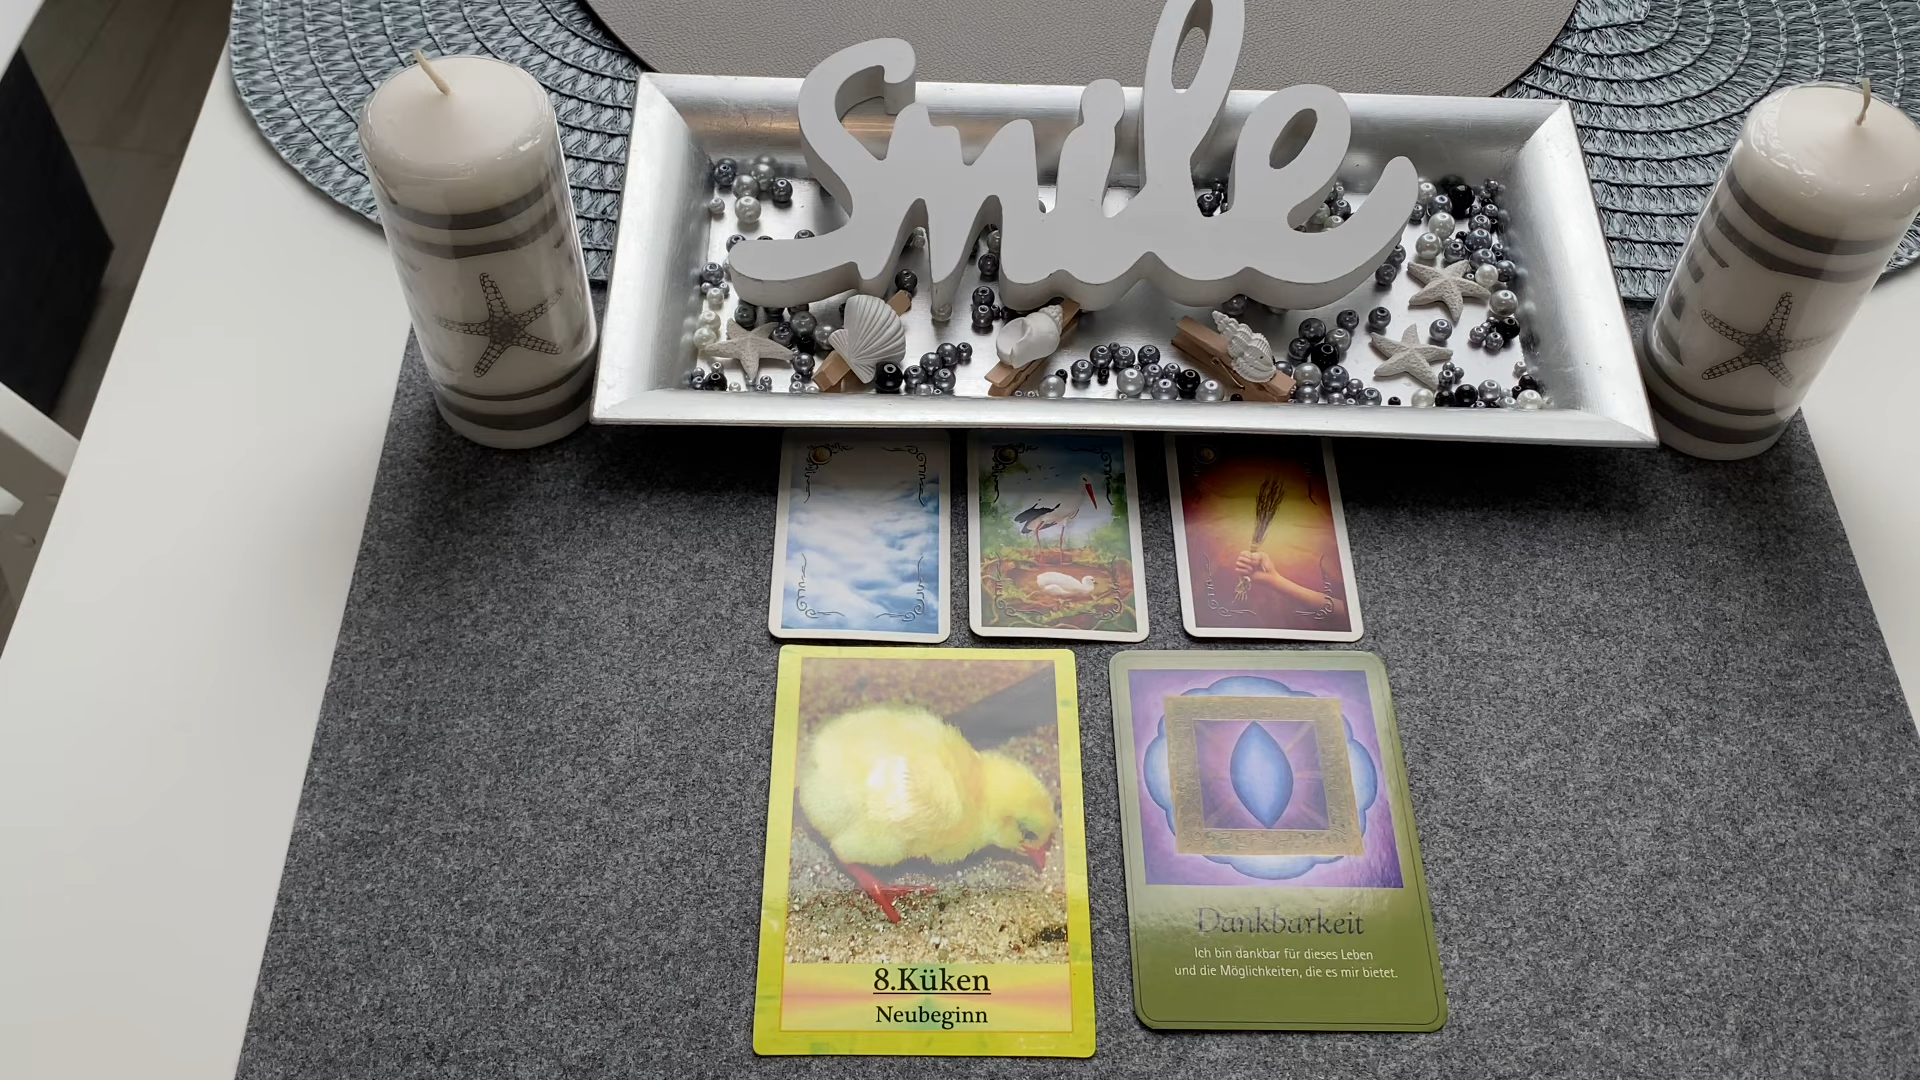 Smile
8.Küken
Neubeginn
Dankbarkeit
Ich bin dankbar für dieses Leben
und die Möglichkeiten, die es mir bietet.